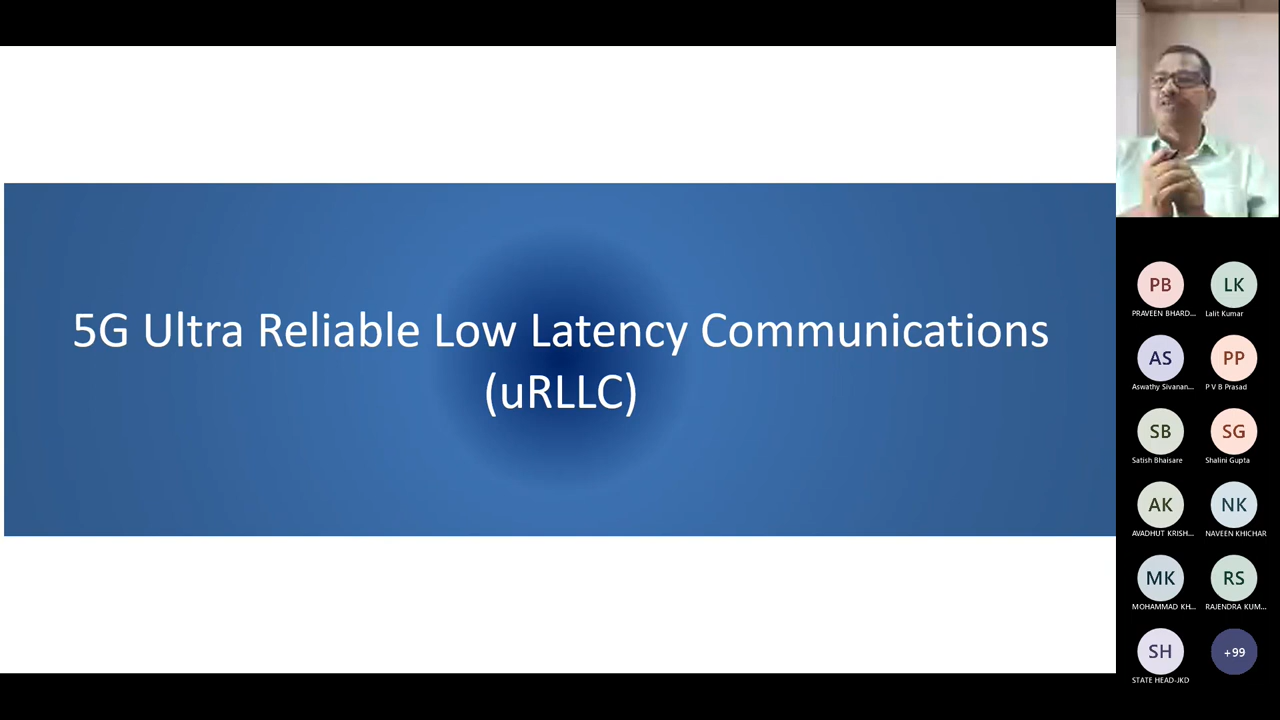 5G Ultra Reliable Low Latency Communications
(uRLLC)
PB
LK
PRAVEEN BHARD...
Lalit Kumar
AS
PP
Aswathy Sivanan...
P V B Prasad
SB
SG
Satish Bhaisare
Shalini Gupta
AK
NK
AVADHUT KRISH...
NAVEEN KHICHAR
MK
RS
MOHAMMAD KH...
RAJENDRA KUM...
SH
+99
STATE HEAD-JKD